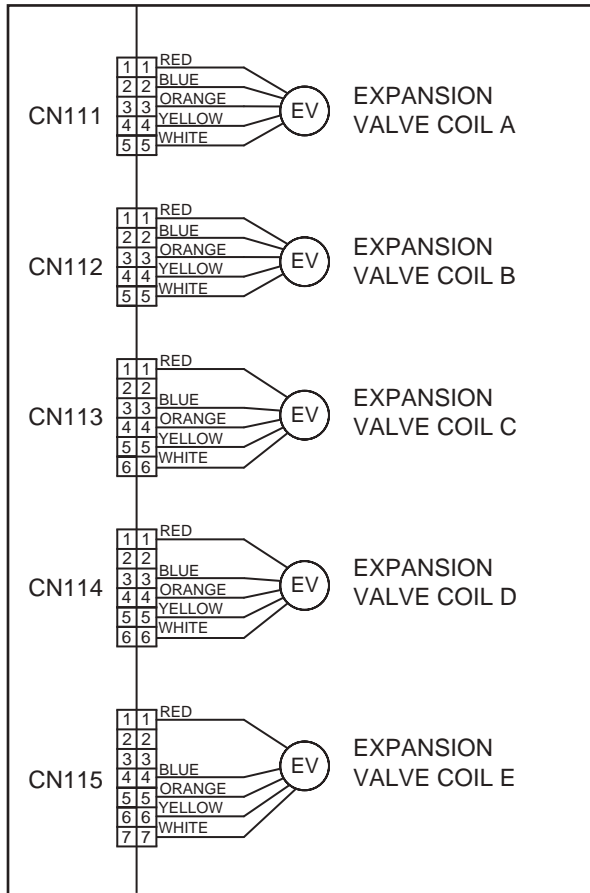 RED
1 1
BLUE
2 2
ORANGE
3 3
YELLOW
4 4
WHITE
5 5
CN111
EV
EXPANSION
VALVE COIL A
RED
1 1
BLUE
2 2
ORANGE
3 3
YELLOW
4 4
WHITE
5 5
CN112
EV
EXPANSION
VALVE COIL B
RED
1 1
2 2
BLUE
3 3
ORANGE
4 4
YELLOW
5 5
WHITE
6 6
CN113
EV
EXPANSION
VALVE COIL C
RED
1 1
2 2
BLUE
3 3
ORANGE
4 4
YELLOW
5 5
WHITE
6 6
CN114
EV
EXPANSION
VALVE COIL D
RED
1 1
2 2
3 3
BLUE
4 4
ORANGE
5 5
YELLOW
6 6
WHITE
7 7
CN115
EV
EXPANSION
VALVE COIL E